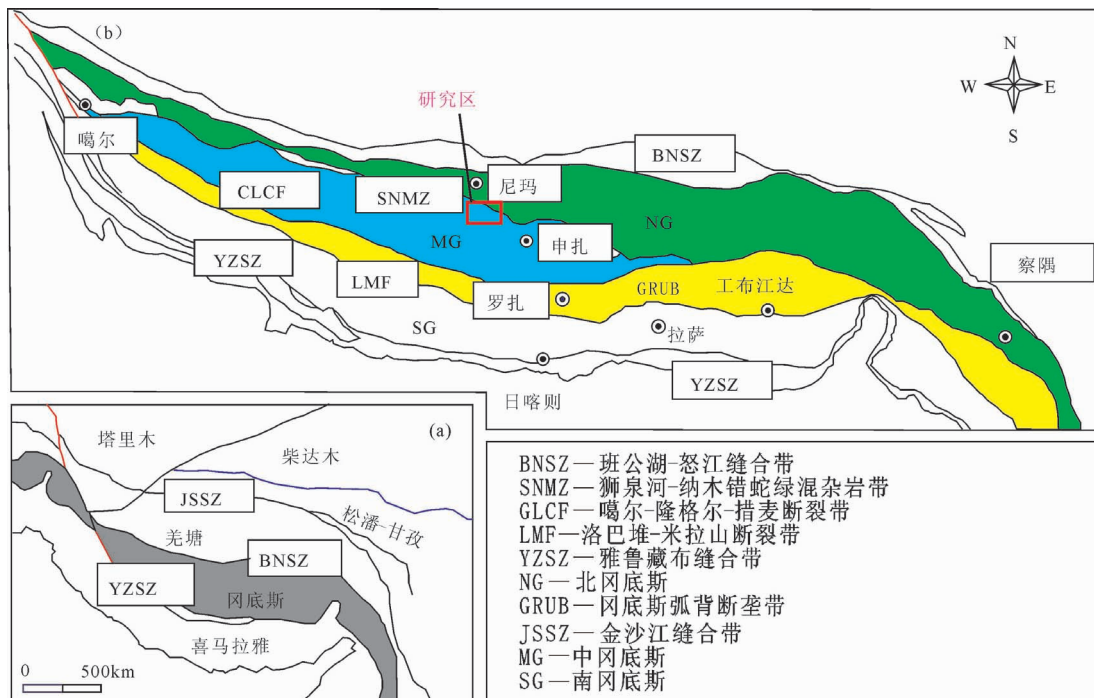 (b)
N
W
E
S
研究区
噶尔
BNSZ
CLCF
SNMZ
尼玛
NG
MG
申扎
YZSZ
察隅
LMF
罗扎
GRUB
工布江达
SG
拉萨
YZSZ
日喀则
(a)
塔里木
柴达木
JSSZ
松潘-甘孜
羌塘
BNSZ
YZSZ
冈底斯
喜马拉雅
0 500km
BNSZ—班公湖-怒江缝合带
SNMZ—狮泉河-纳木错蛇绿混杂岩带
GLCF—噶尔-隆格尔-措麦断裂带
LMF—洛巴堆-米拉山断裂带
YZSZ—雅鲁藏布缝合带
NG—北冈底斯
GRUB—冈底斯弧背断垄带
JSSZ—金沙江缝合带
MG—中冈底斯
SG—南冈底斯